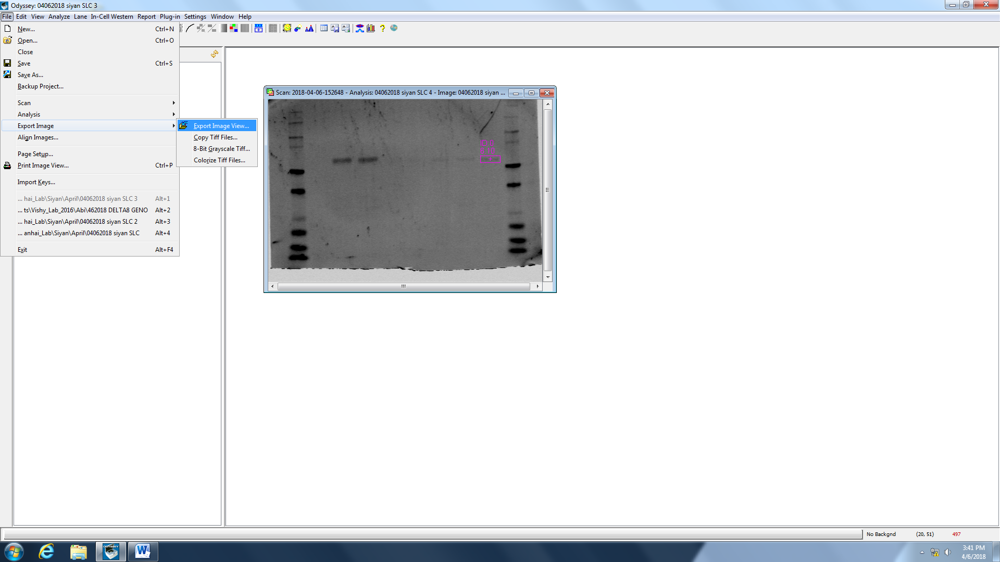 Odyssey: 04062018 siyan SLC 3
File Edit View Analyze Lane In-Cell Western Report Plug-in Settings Window Help
New... Ctrl+N
Open... Ctrl+O
Close
Save Ctrl+S
Save As...
Backup Project...
Scan
Analysis
Export Image
Align Images...
Page Setup...
Print Image View... Ctrl+P
Import Keys...
... hai_Lab\Siyan\April\04062018 siyan SLC 3 Alt+1
... ts\Vishy_Lab_2016\Abi\462018 DELTA8 GENO Alt+2
... hai_Lab\Siyan\April\04062018 siyan SLC 2 Alt+3
... anhai_Lab\Siyan\April\04062018 siyan SLC Alt+4
Exit Alt+F4
Export Image View...
Copy Tiff Files...
8-Bit Grayscale Tiff...
Colorize Tiff Files...
XXX
Scan: 2018-04-06-152648 - Analysis: 04062018 siyan SLC 4 - Image: 04062018 siyan ...
No Backgnd (20, 51) 497
ODYSSEY
3:41 PM
4/6/2018